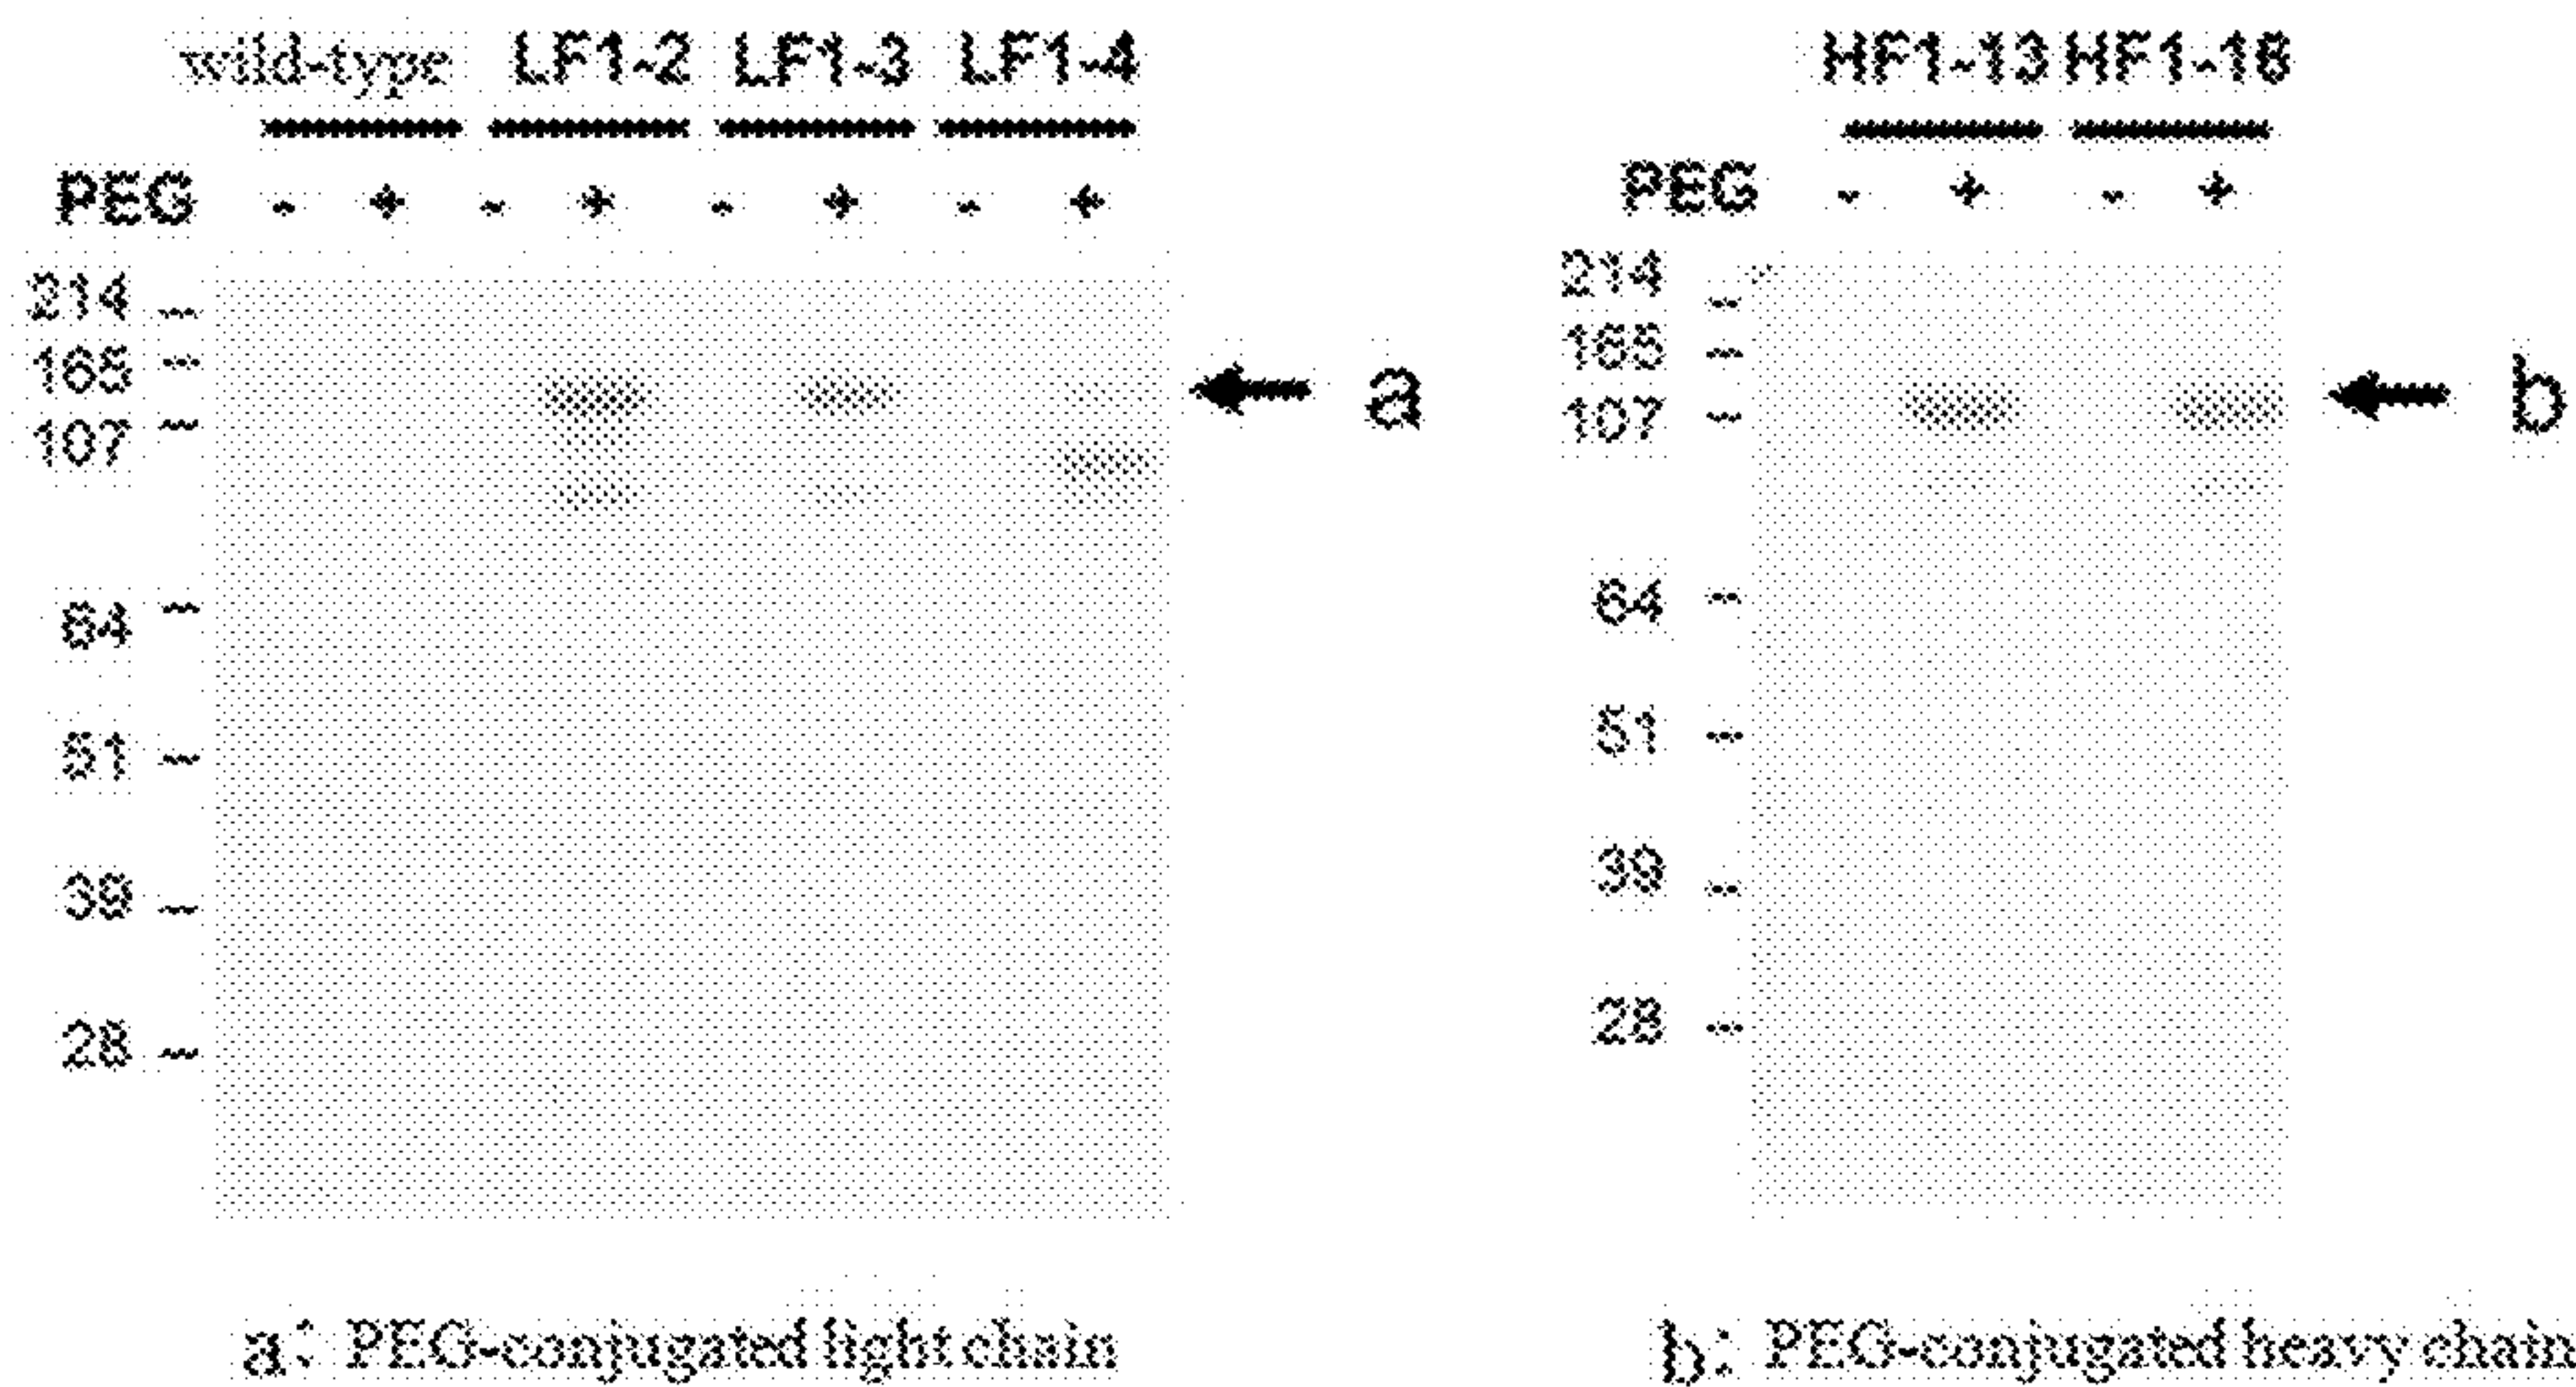 wild-type LF1-2 LF1-3 LF1-4
PEG - + - + - + - +
214
165
107
64
51
39
28
a
a: PEG-conjugated light chain
HF1-13 HF1-16
PEG - + - +
214
165
107
64
51
39
28
b
b: PEG-conjugated heavy chain